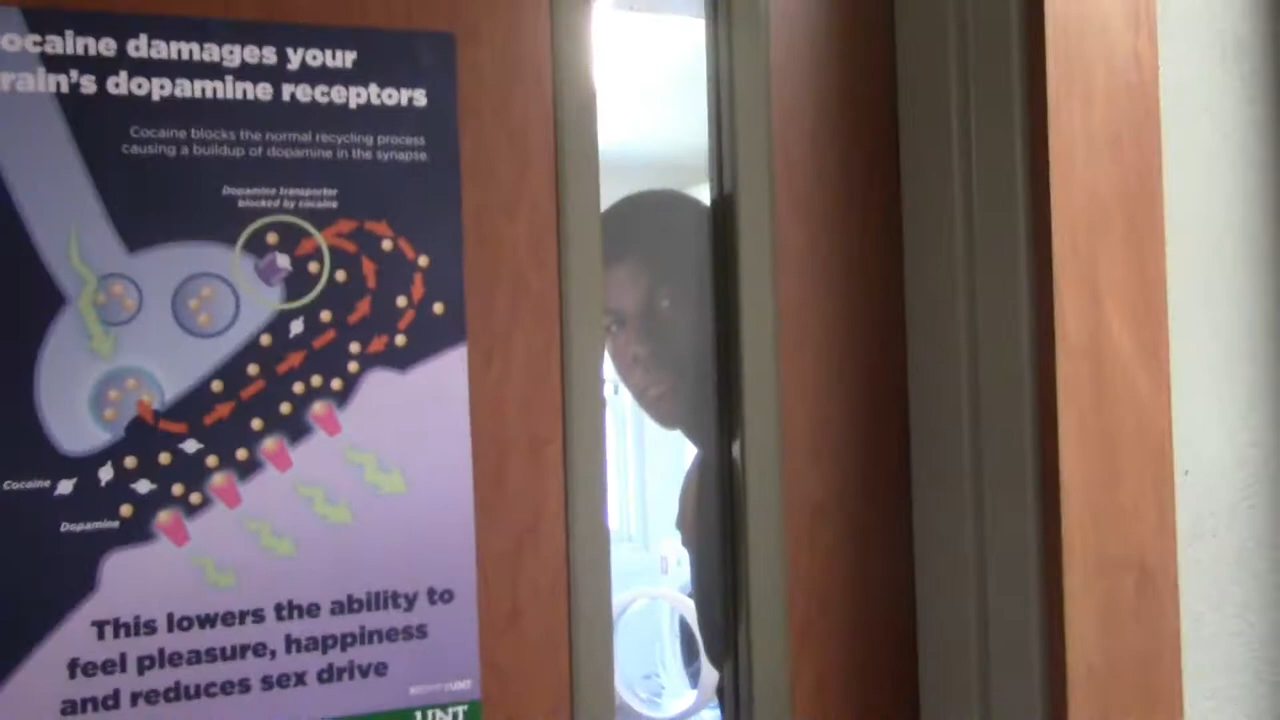 ocaine damages your
rain's dopamine receptors
Cocaine blocks the normal recycling process
causing a buildup of dopamine in the synapse.
Dopamine transporter
blocked by cocaine
Cocaine
Dopamine
This lowers the ability to
feel pleasure, happiness
and reduces sex drive
UNT